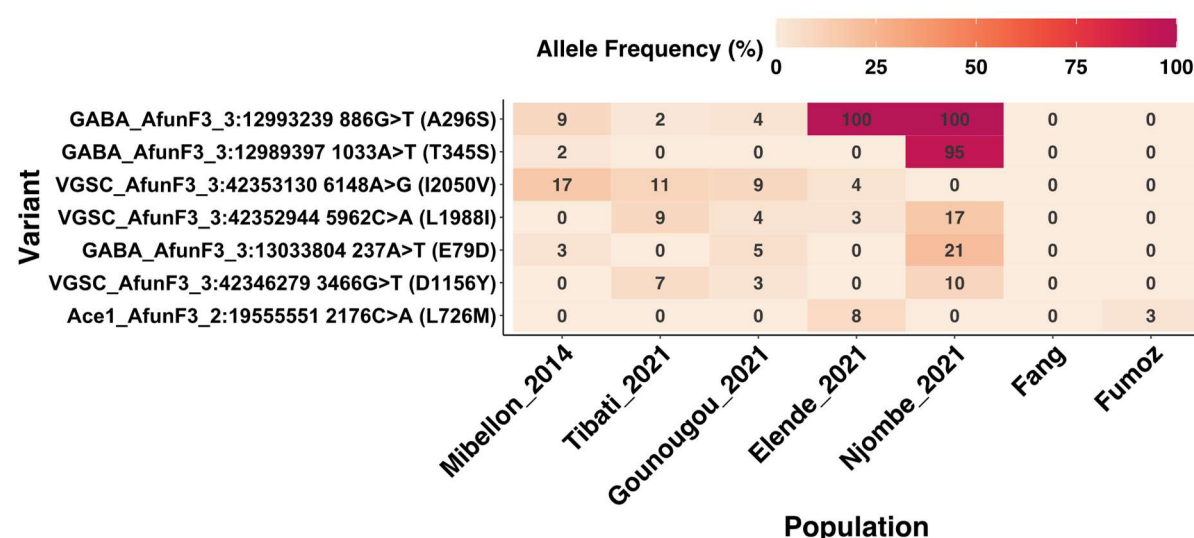 Allele Frequency (%)
0 25 50 75 100
Variant
GABA_AfunF3_3:12993239 886G>T (A296S) 9 2 4 100 100 0 0
GABA_AfunF3_3:12989397 1033A>T (T345S) 2 0 0 0 95 0 0
VGSC_AfunF3_3:42353130 6148A>G (I2050V) 17 11 9 4 0 0 0
VGSC_AfunF3_3:42352944 5962C>A (L1988I) 0 9 4 3 17 0 0
GABA_AfunF3_3:13033804 237A>T (E79D) 3 0 5 0 21 0 0
VGSC_AfunF3_3:42346279 3466G>T (D1156Y) 0 7 3 0 10 0 0
Ace1_AfunF3_2:19555551 2176C>A (L726M) 0 0 0 8 0 0 3
Mibellon_2014 Tibati_2021 Gounougou_2021 Elende_2021 Njombe_2021 Fang Fumoz
Population